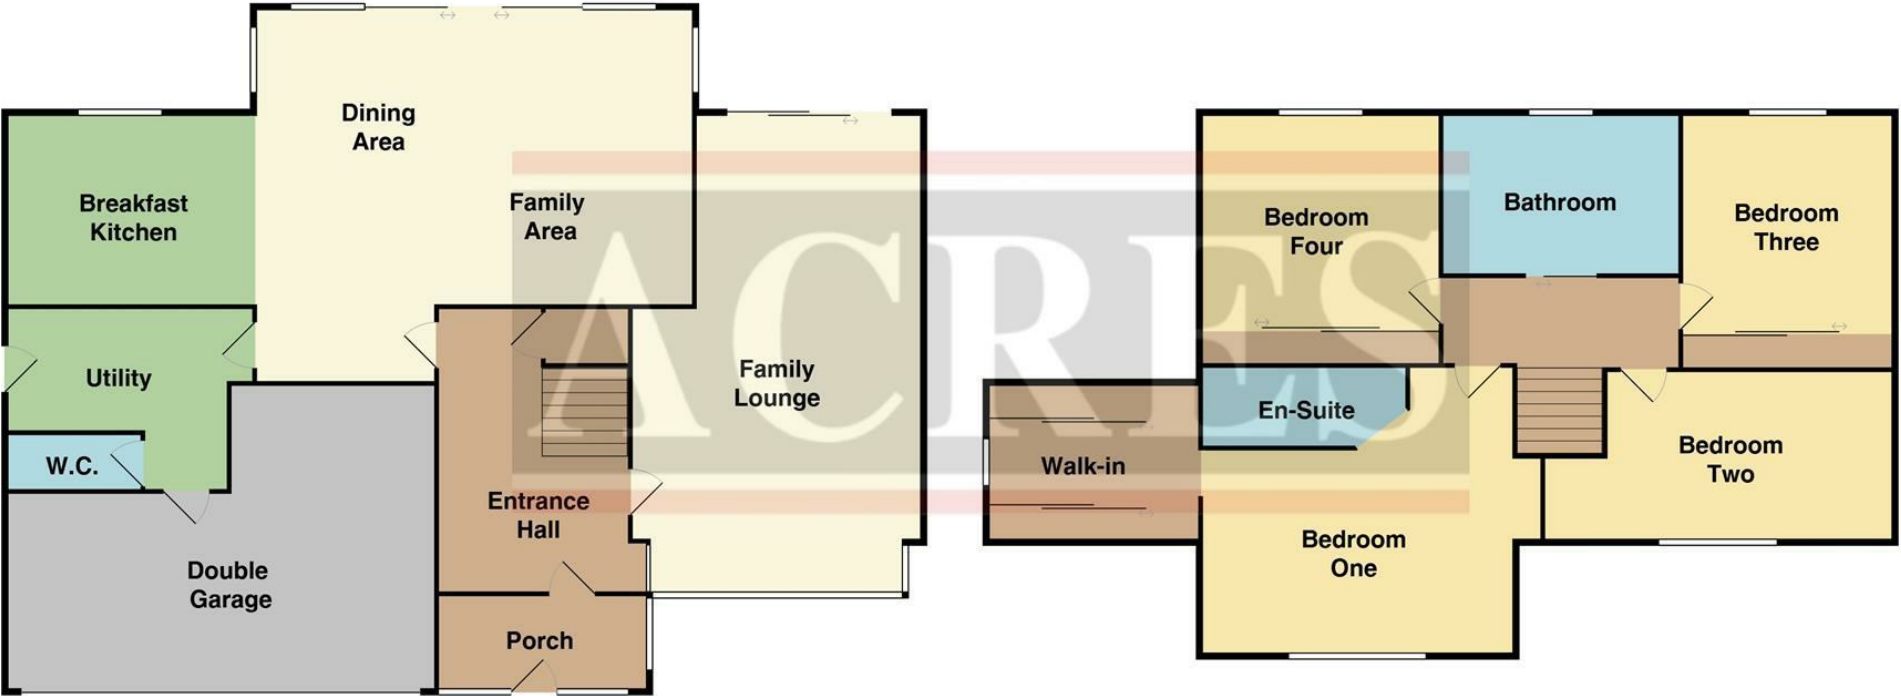 Dining
Area
Breakfast
Kitchen
Family
Area
Utility
W.C.
Family
Lounge
Entrance
Hall
Double
Garage
Porch
ACRES
Bedroom
Four
Bathroom
Bedroom
Three
En-Suite
Walk-in
Bedroom
Two
Bedroom
One